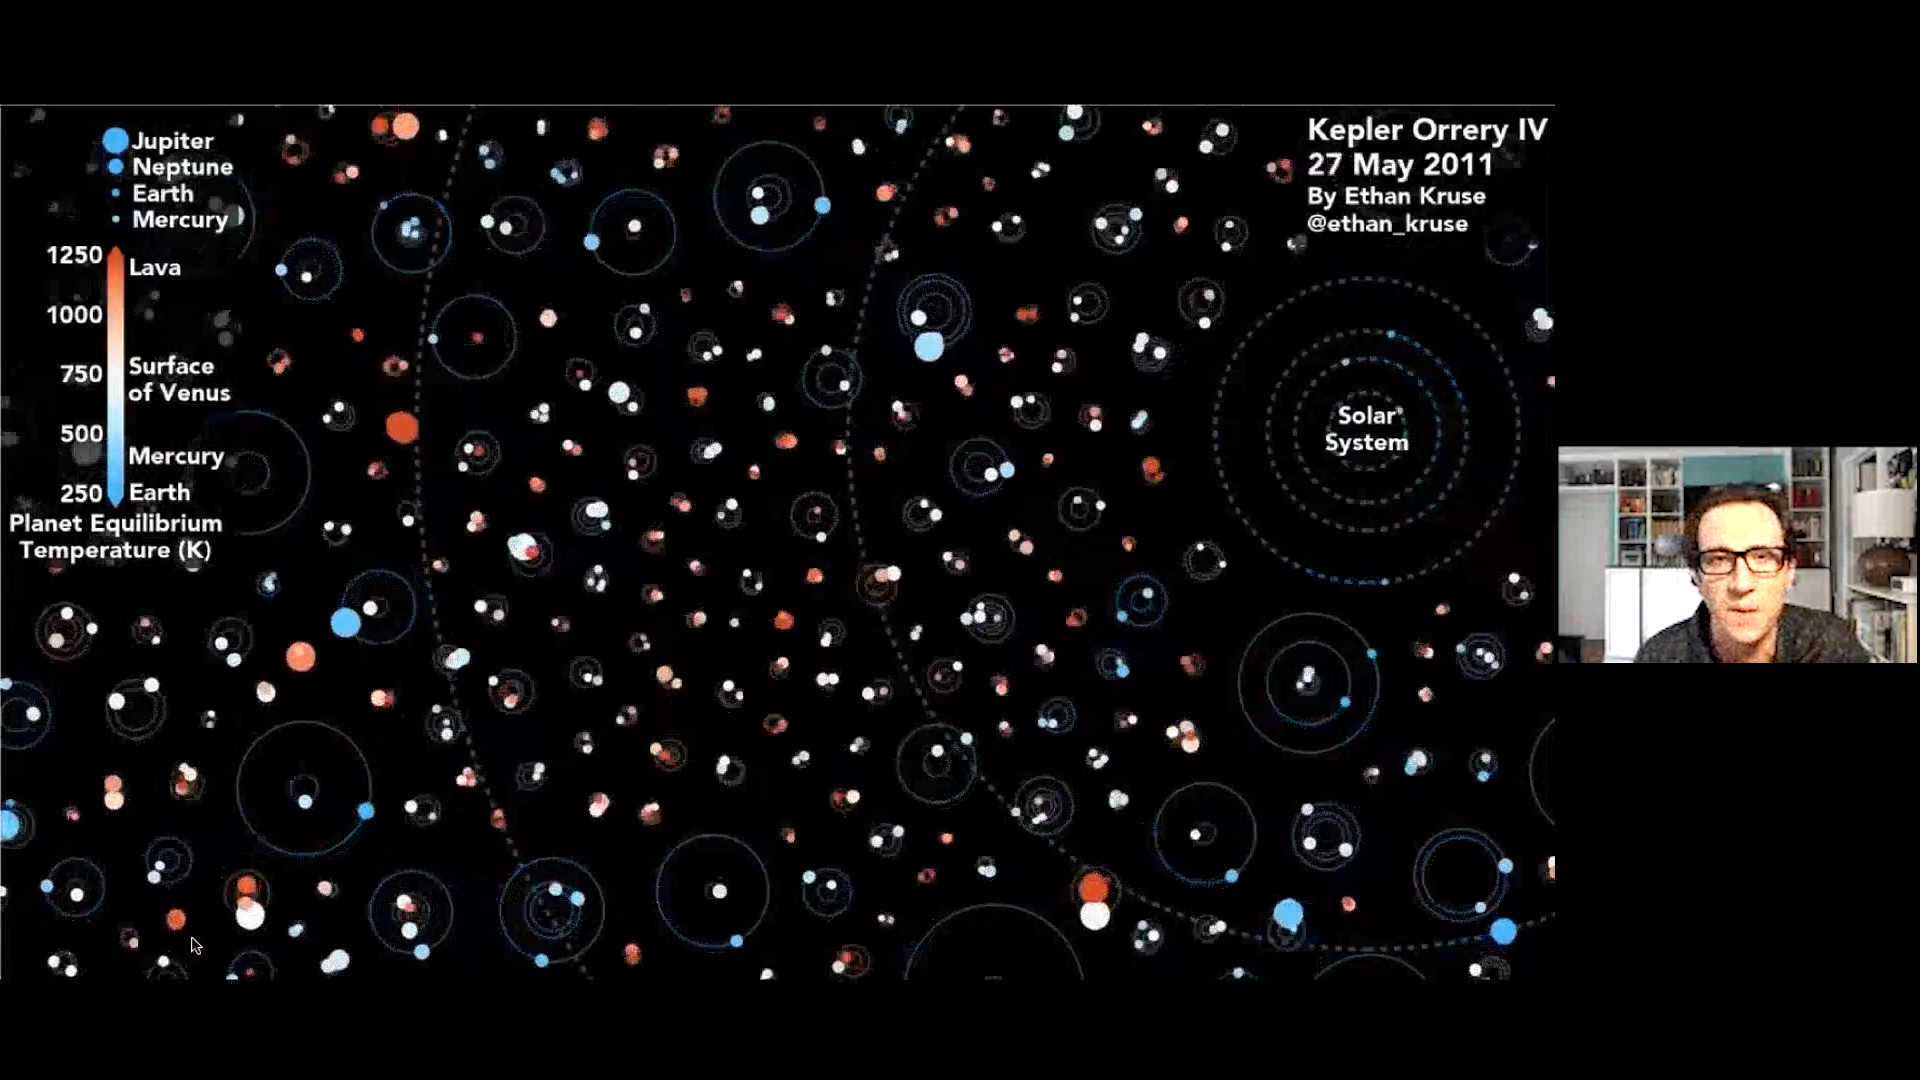 Jupiter
Neptune
Earth
Mercury
1250
Lava
1000
Surface
750
of Venus
500
Mercury
250
Earth
Planet Equilibrium
Temperature (K)
Kepler Orrery IV
27 May 2011
By Ethan Kruse
@ethan_kruse
Solar
System